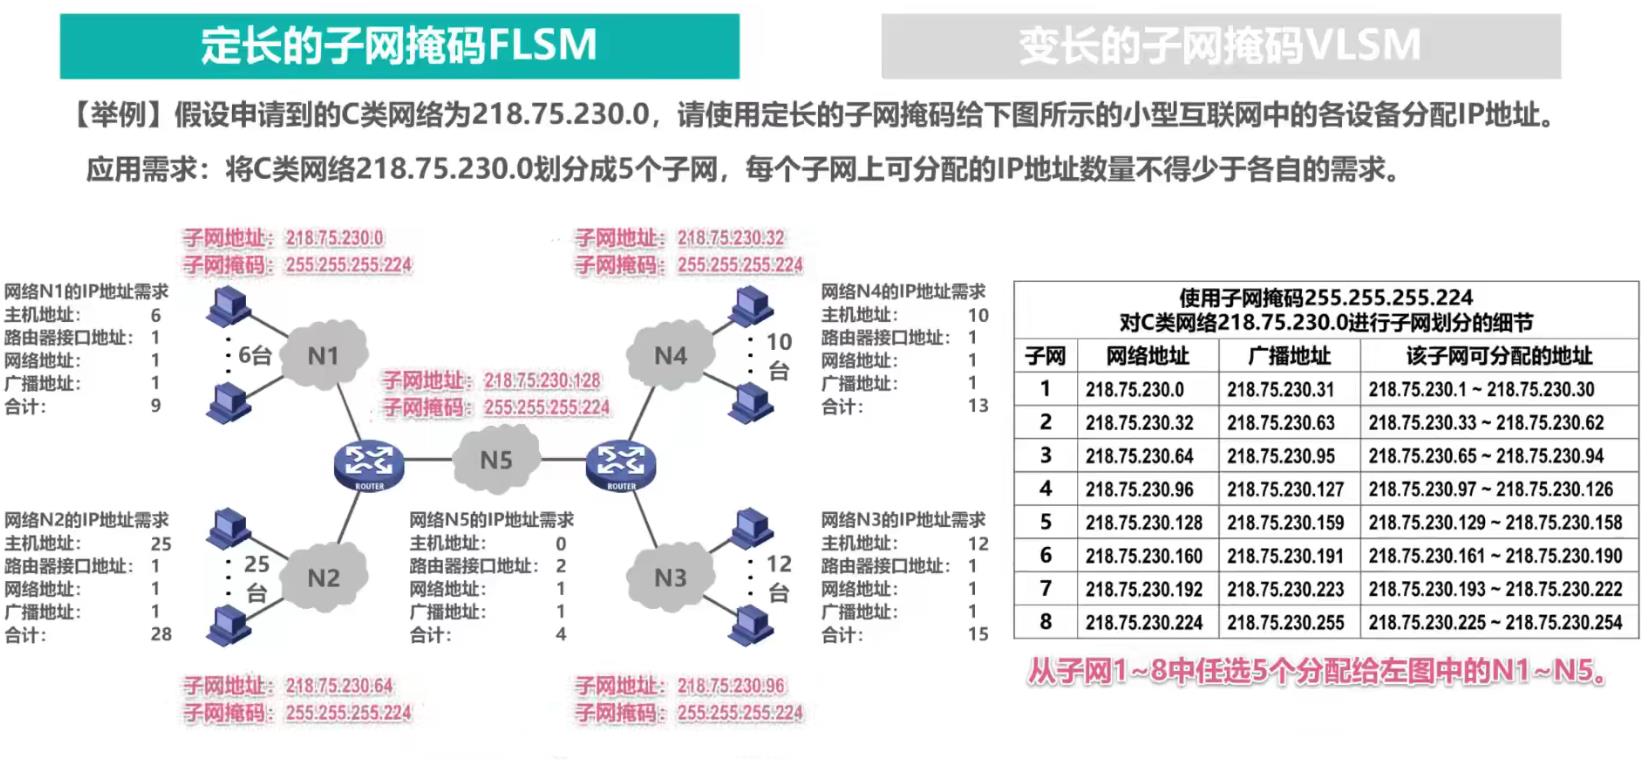 定长的子网掩码FLSM
变长的子网掩码VLSM
【举例】假设申请到的C类网络为218.75.230.0，请使用定长的子网掩码给下图所示的小型互联网中的各设备分配IP地址。
应用需求：将C类网络218.75.230.0划分成5个子网，每个子网上可分配的IP地址数量不得少于各自的需求。
子网地址：218.75.230.0
子网掩码：255.255.255.224
网络N1的IP地址需求
主机地址： 6
路由器接口地址： 1
网络地址： 1
广播地址： 1
合计： 9
6台
N1
子网地址：218.75.230.32
子网掩码：255.255.255.224
N4
10
台
网络N4的IP地址需求
主机地址： 10
路由器接口地址： 1
网络地址： 1
广播地址： 1
合计： 13
子网地址：218.75.230.128
子网掩码：255.255.255.224
N5
ROUTER
ROUTER
网络N2的IP地址需求
主机地址： 25
路由器接口地址： 1
网络地址： 1
广播地址： 1
合计： 28
25
台
N2
网络N5的IP地址需求
主机地址： 0
路由器接口地址： 2
网络地址： 1
广播地址： 1
合计： 4
N3
12
台
网络N3的IP地址需求
主机地址： 12
路由器接口地址： 1
网络地址： 1
广播地址： 1
合计： 15
子网地址：218.75.230.64
子网掩码：255.255.255.224
子网地址：218.75.230.96
子网掩码：255.255.255.224
使用子网掩码255.255.255.224
对C类网络218.75.230.0进行子网划分的细节
子网 网络地址 广播地址 该子网可分配的地址
1 218.75.230.0 218.75.230.31 218.75.230.1 ~ 218.75.230.30
2 218.75.230.32 218.75.230.63 218.75.230.33 ~ 218.75.230.62
3 218.75.230.64 218.75.230.95 218.75.230.65 ~ 218.75.230.94
4 218.75.230.96 218.75.230.127 218.75.230.97 ~ 218.75.230.126
5 218.75.230.128 218.75.230.159 218.75.230.129 ~ 218.75.230.158
6 218.75.230.160 218.75.230.191 218.75.230.161 ~ 218.75.230.190
7 218.75.230.192 218.75.230.223 218.75.230.193 ~ 218.75.230.222
8 218.75.230.224 218.75.230.255 218.75.230.225 ~ 218.75.230.254
从子网1~8中任选5个分配给左图中的N1~N5。